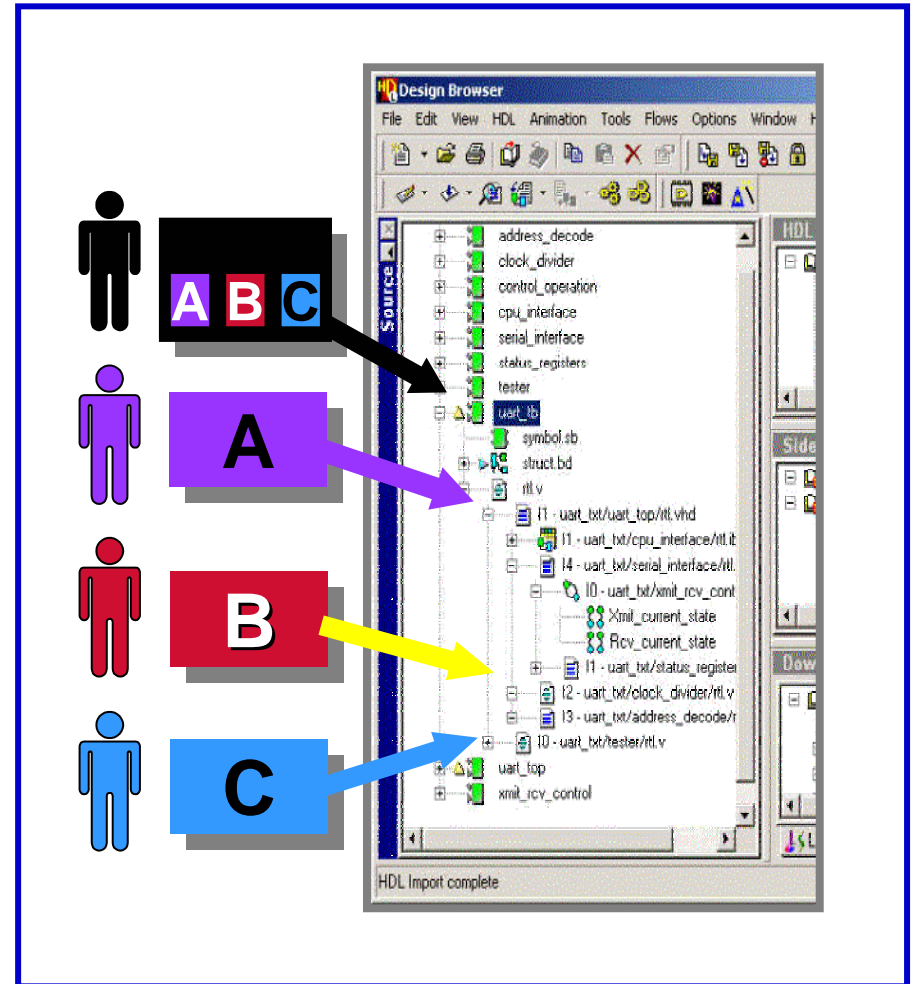 Design Browser
File Edit View HDL Animation Tools Flows Options Window
HDL
Source
address_decode
clock_divider
control_operation
cpu_interface
serial_interface
status_registers
tester
uart_tb
symbol.sb
struct.bd
rtl.v
I1 - uart_txt/uart_top/rtl.vhd
I1 - uart_txt/cpu_interface/rtl.ib
I4 - uart_txt/serial_interface/rtl.
I0 - uart_txt/xmit_rcv_cont
Xmit_current_state
Rcv_current_state
I1 - uart_txt/status_register
I2 - uart_txt/clock_divider/rtl.v
I3 - uart_txt/address_decode/r
I0 - uart_txt/tester/rtl.v
uart_top
xmit_rcv_control
Side
Dow
HDL Import complete
A B C
A
B
C